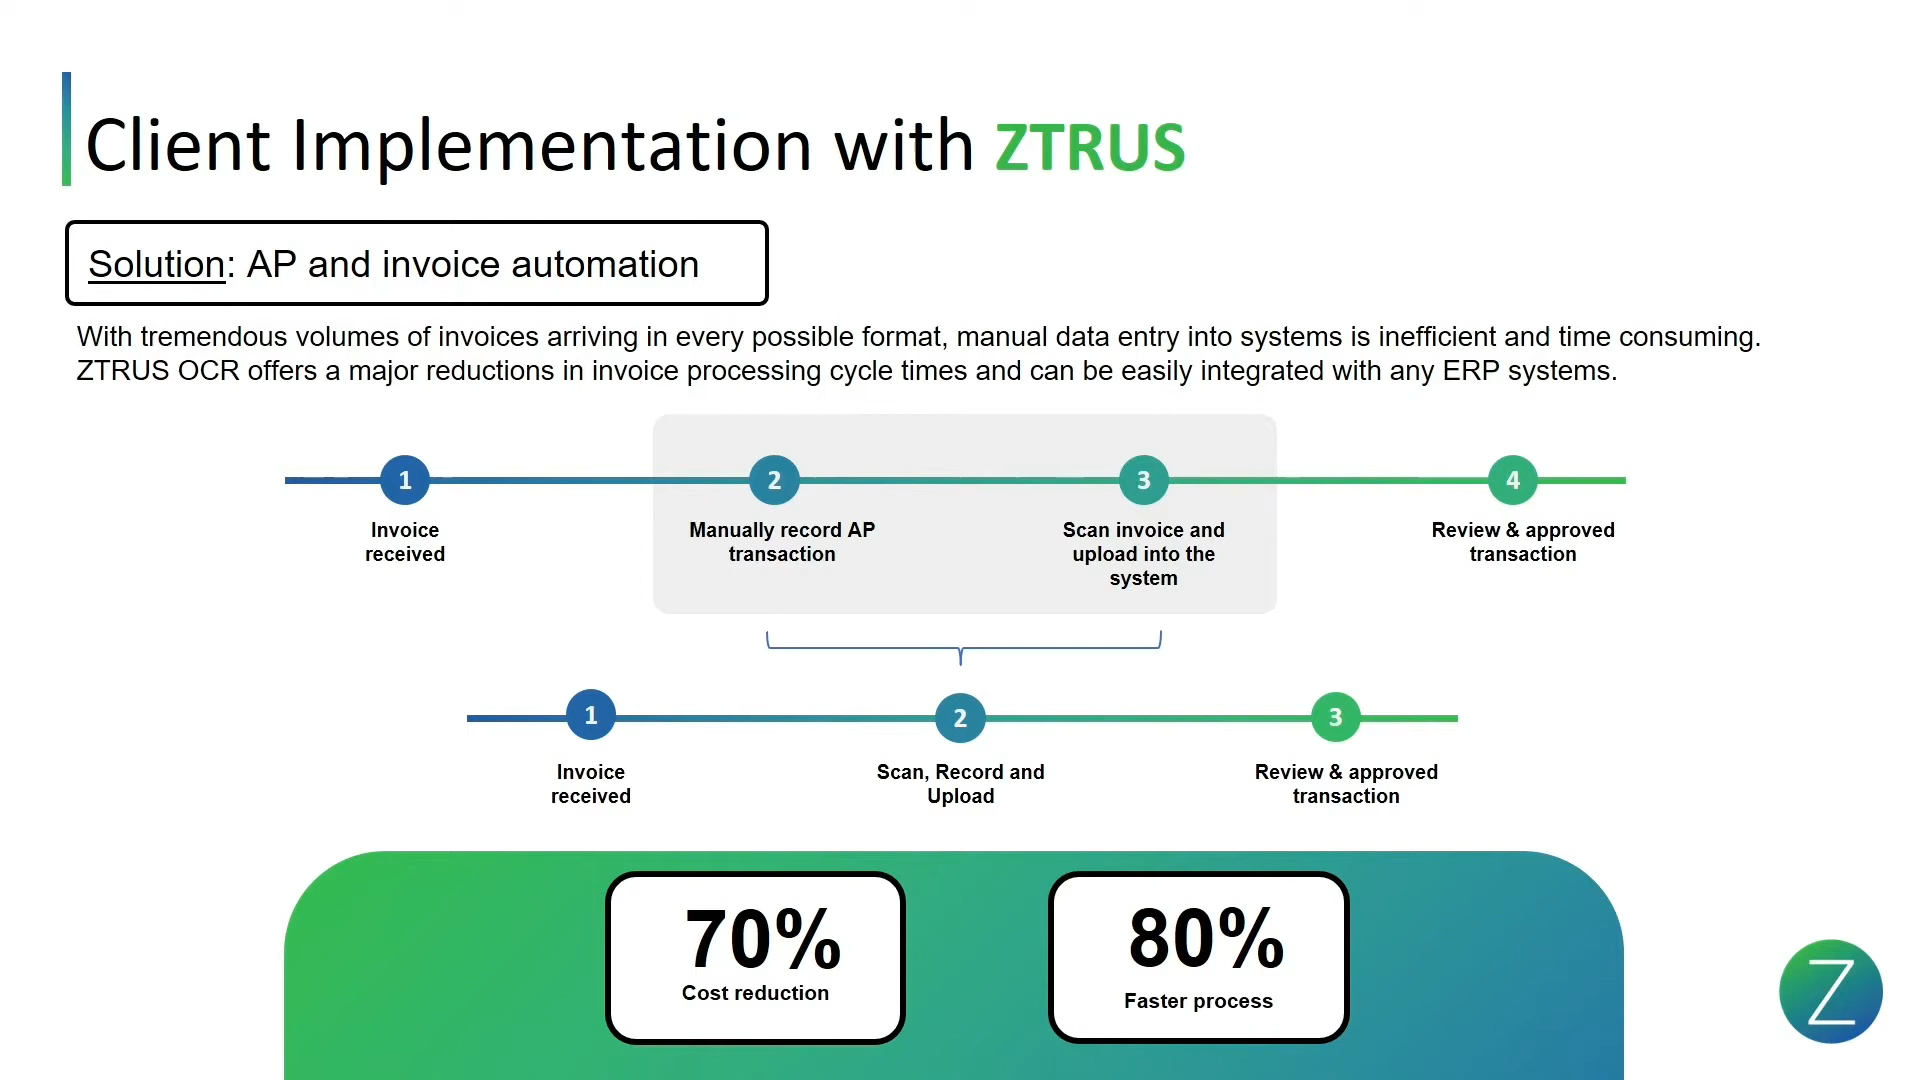 Client Implementation with ZTRUS
Solution: AP and invoice automation
With tremendous volumes of invoices arriving in every possible format, manual data entry into systems is inefficient and time consuming.
ZTRUS OCR offers a major reductions in invoice processing cycle times and can be easily integrated with any ERP systems.
1
Invoice
received
2
Manually record AP
transaction
3
Scan invoice and
upload into the
system
4
Review & approved
transaction
1
Invoice
received
2
Scan, Record and
Upload
3
Review & approved
transaction
70%
Cost reduction
80%
Faster process
Z